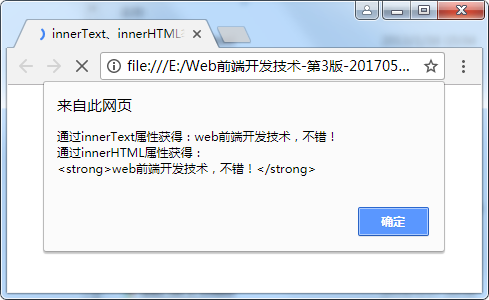 innerText、innerHTML
file:///E:/Web前端开发技术-第3版-201705...
来自此网页
通过innerText属性获得：web前端开发技术，不错！
通过innerHTML属性获得：
<strong>web前端开发技术，不错！</strong>
确定